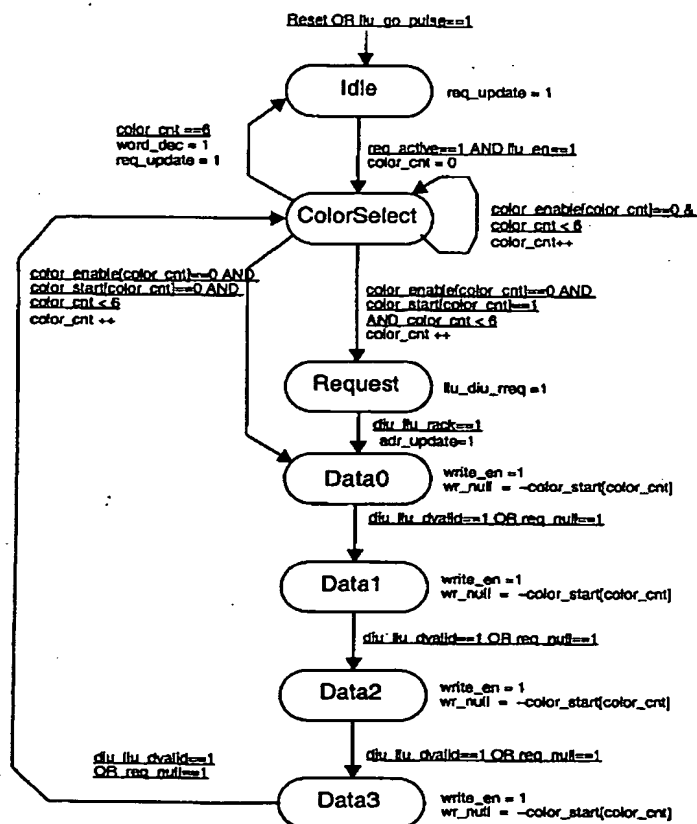 Reset OR llu_go_pulse==1
Idle
req_update = 1
color_cnt ==6
word_dec = 1
req_update = 1
req_active==1 AND llu_en==1
color_cnt = 0
ColorSelect
color_enable[color_cnt]==0 &
color_cnt < 6
color_cnt++
color_enable[color_cnt]==0 AND
color_start[color_cnt]==0 AND
color_cnt < 6
color_cnt ++
color_enable[color_cnt]==0 AND
color_start[color_cnt]==1
AND color_cnt < 6
color_cnt ++
Request
llu_diu_rreq =1
diu_llu_rack==1
adr_update=1
Data0
write_en =1
wr_null = ~color_start[color_cnt]
diu_llu_dvalid==1 OR req_null==1
Data1
write_en =1
wr_null = ~color_start[color_cnt]
diu_llu_dvalid==1 OR req_null==1
Data2
write_en = 1
wr_null = ~color_start[color_cnt]
diu_llu_dvalid==1
OR req_null==1
diu_llu_dvalid==1 OR req_null==1
Data3
write_en = 1
wr_null = ~color_start[color_cnt]